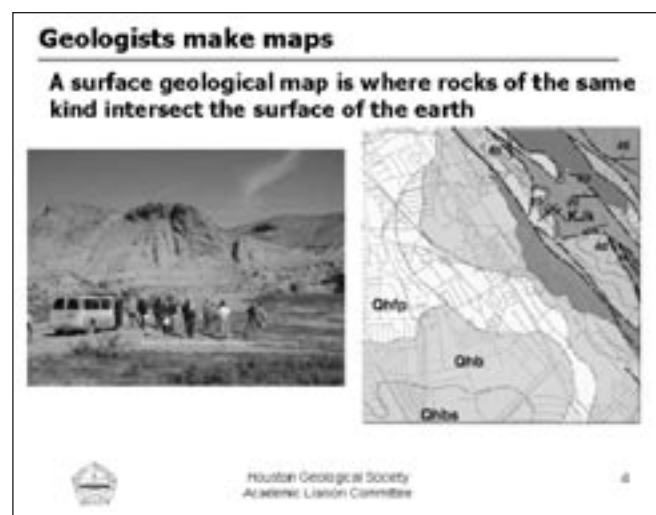 Geologists make maps
A surface geological map is where rocks of the same
kind intersect the surface of the earth
Qhfp
Qhb
Qhbs
Houston Geological Society
Academic Liaison Committee
4